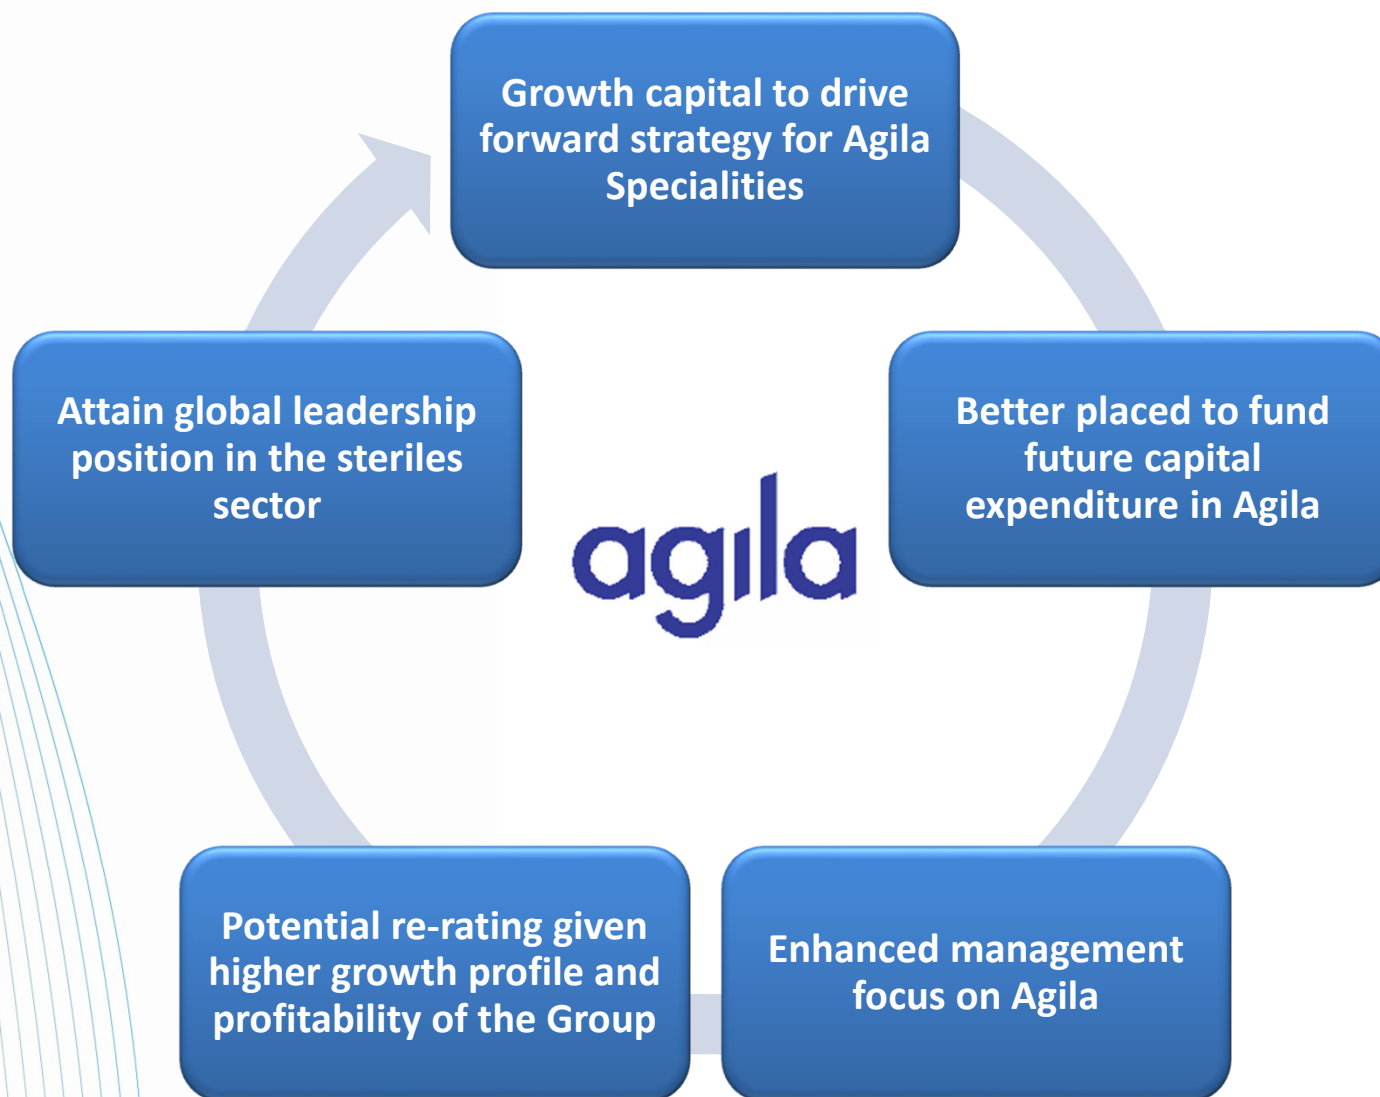 Growth capital to drive
forward strategy for Agila
Specialities
Better placed to fund
future capital
expenditure in Agila
Enhanced management
focus on Agila
Potential re-rating given
higher growth profile and
profitability of the Group
Attain global leadership
position in the steriles
sector
agila